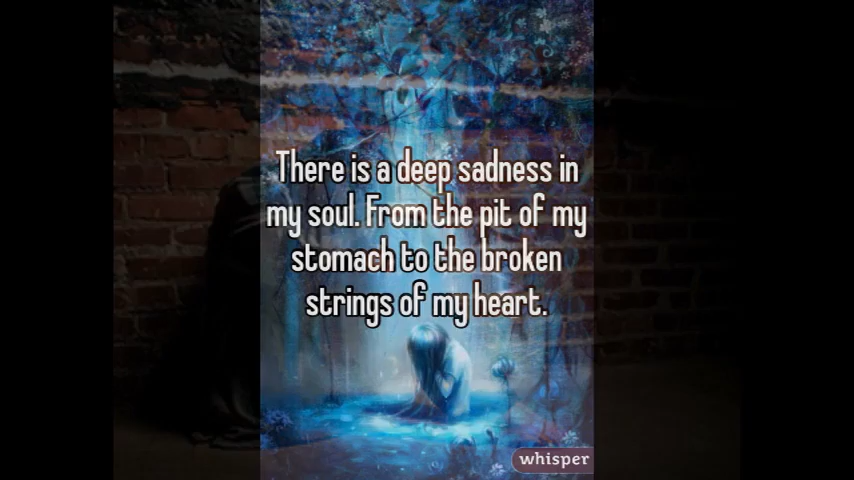 There is a deep sadness in
my soul. From the pit of my
stomach to the broken
strings of my heart.
whisper